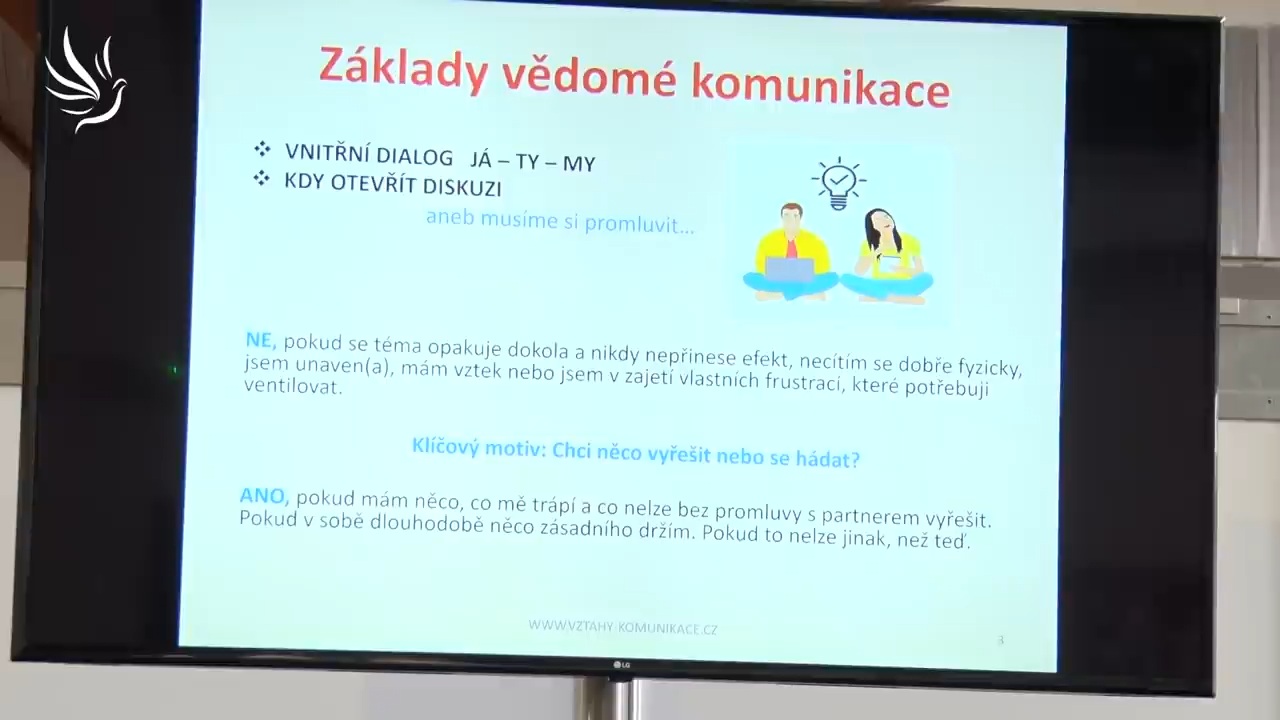 Základy vědomé komunikace
VNITŘNÍ DIALOG JÁ – TY – MY
KDY OTEVŘÍT DISKUZI
aneb musíme si promluvit...
NE, pokud se téma opakuje dokola a nikdy nepřinese efekt, necítím se dobře fyzicky,
jsem unaven(a), mám vztek nebo jsem v zajetí vlastních frustrací, které potřebuji
ventilovat.
Klíčový motiv: Chci něco vyřešit nebo se hádat?
ANO, pokud mám něco, co mě trápí a co nelze bez promluvy s partnerem vyřešit.
Pokud v sobě dlouhodobě něco zásadního držím. Pokud to nelze jinak, než teď.
WWW.VZTAHY-KOMUNIKACE.CZ
3
LG